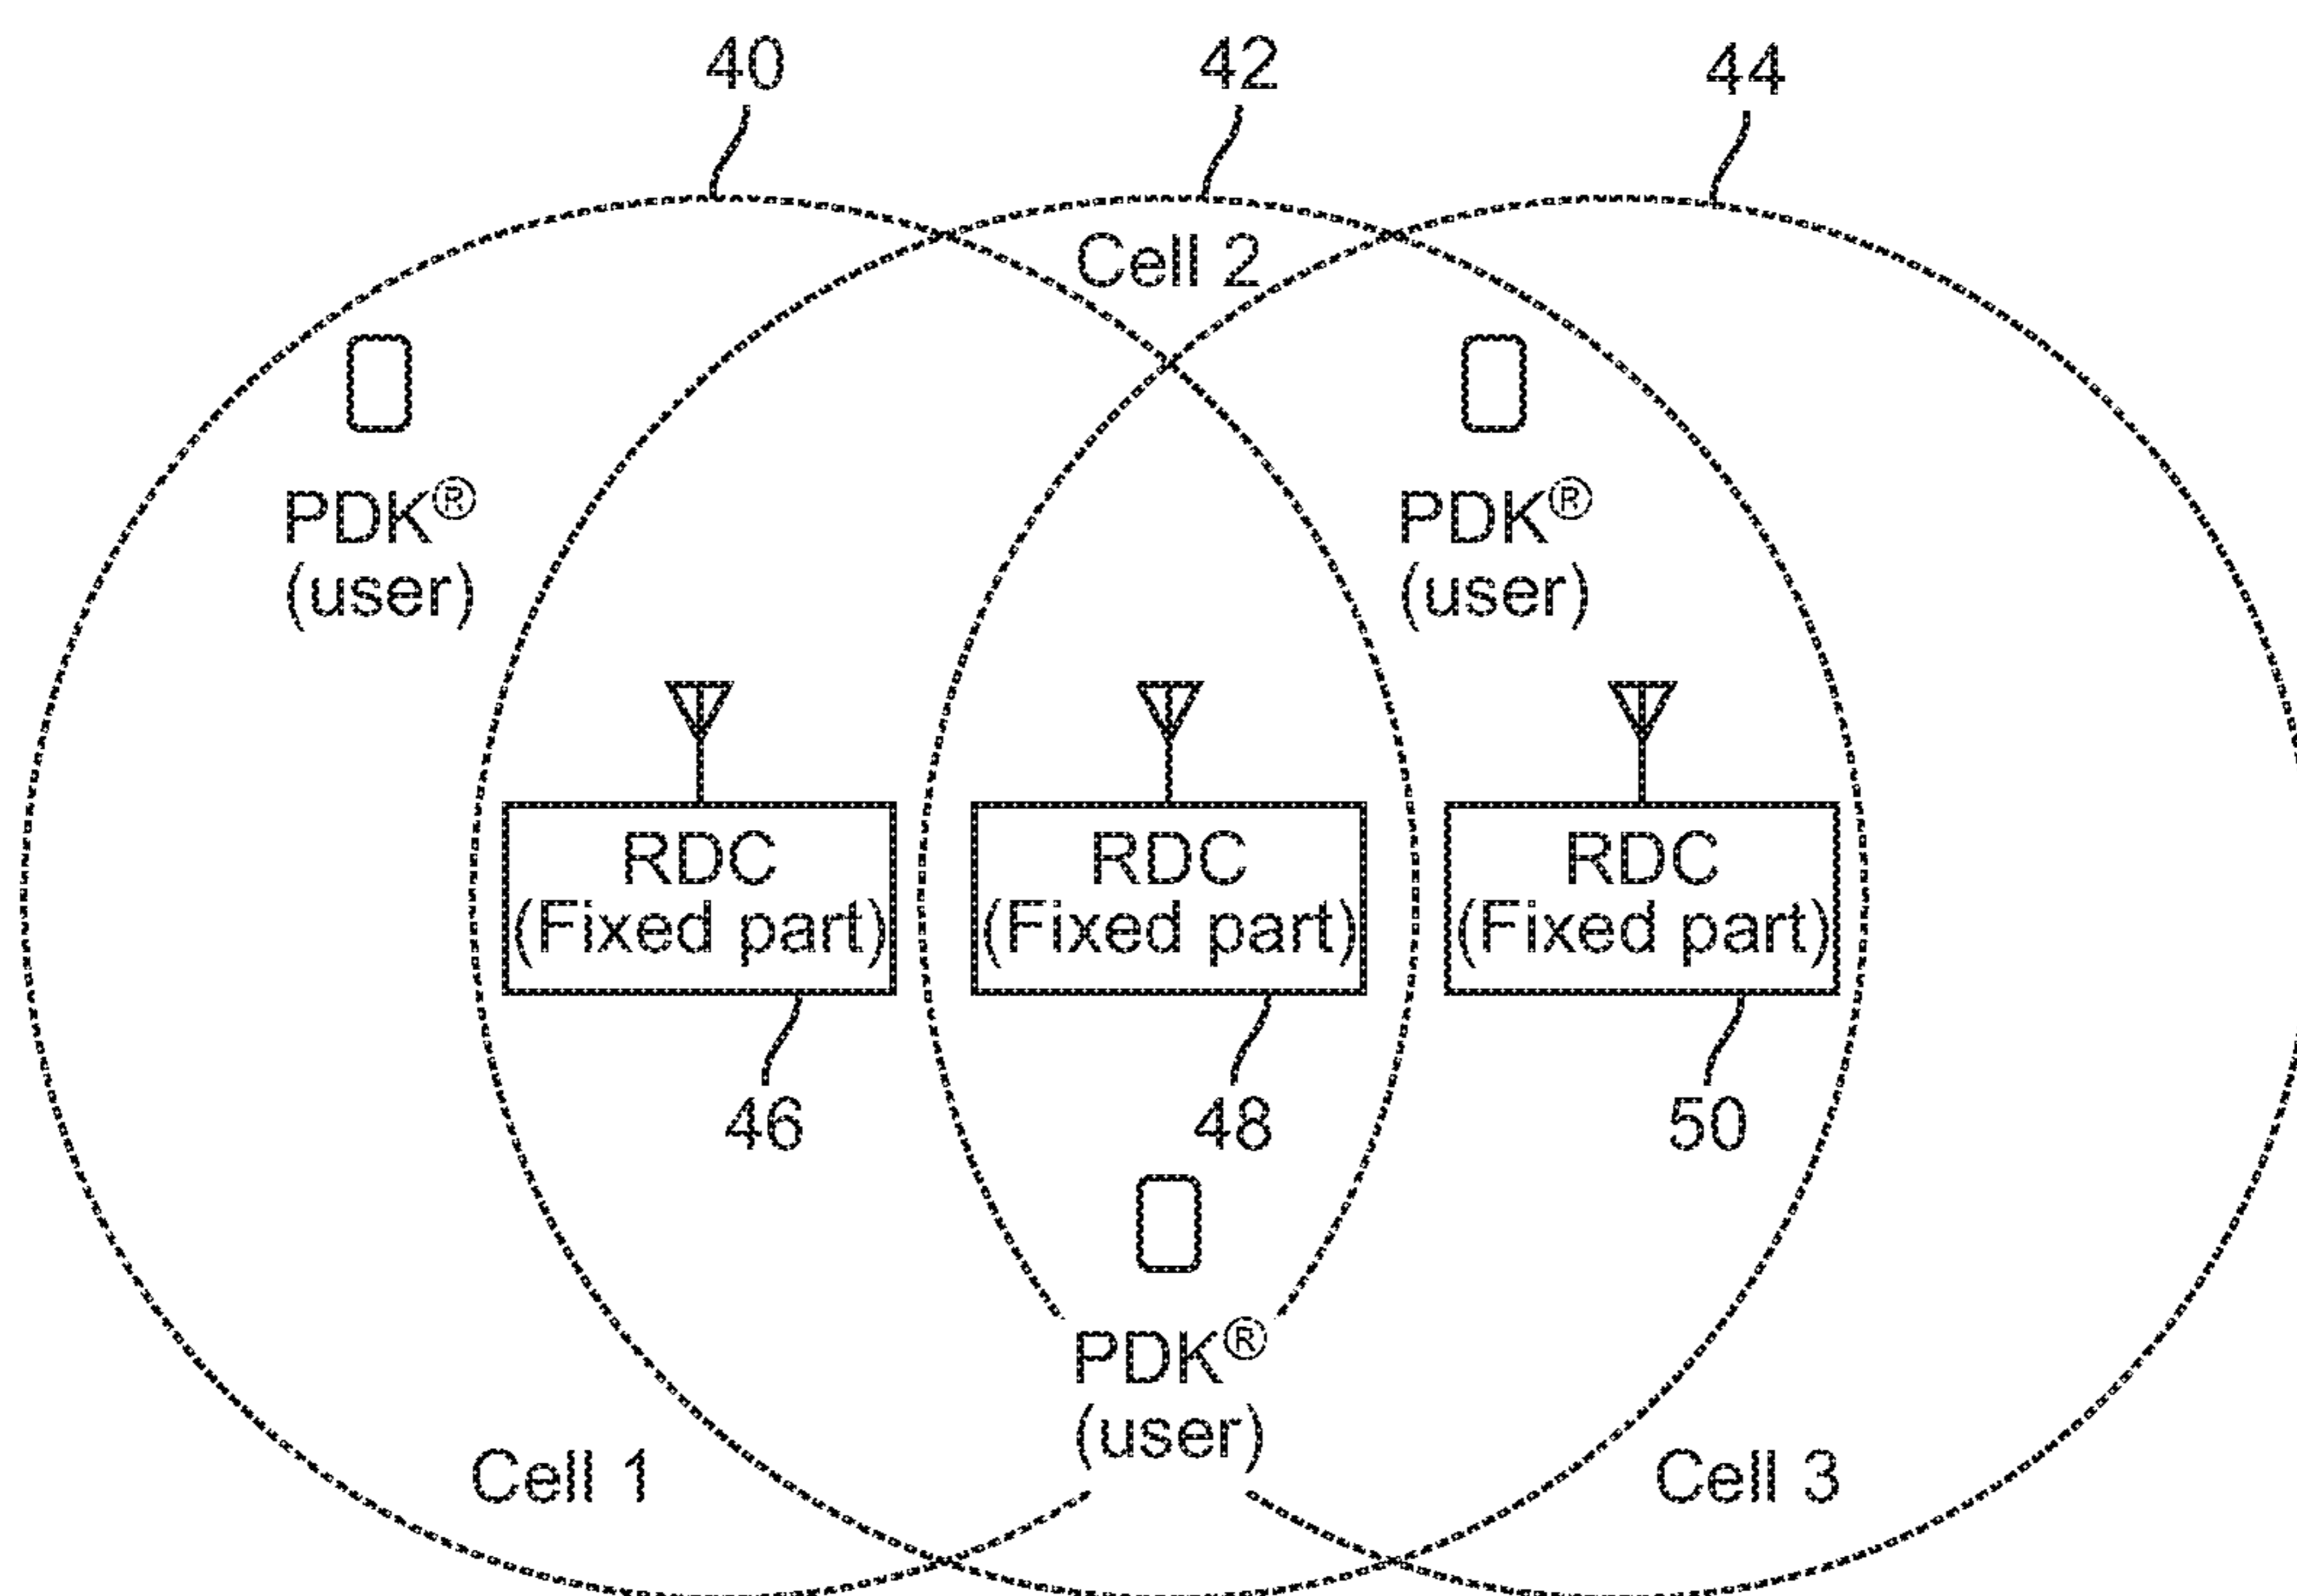 40
42
44
Cell 2
PDK®
(user)
PDK®
(user)
RDC
(Fixed part)
RDC
(Fixed part)
RDC
(Fixed part)
46
48
50
PDK®
(user)
Cell 1
Cell 3